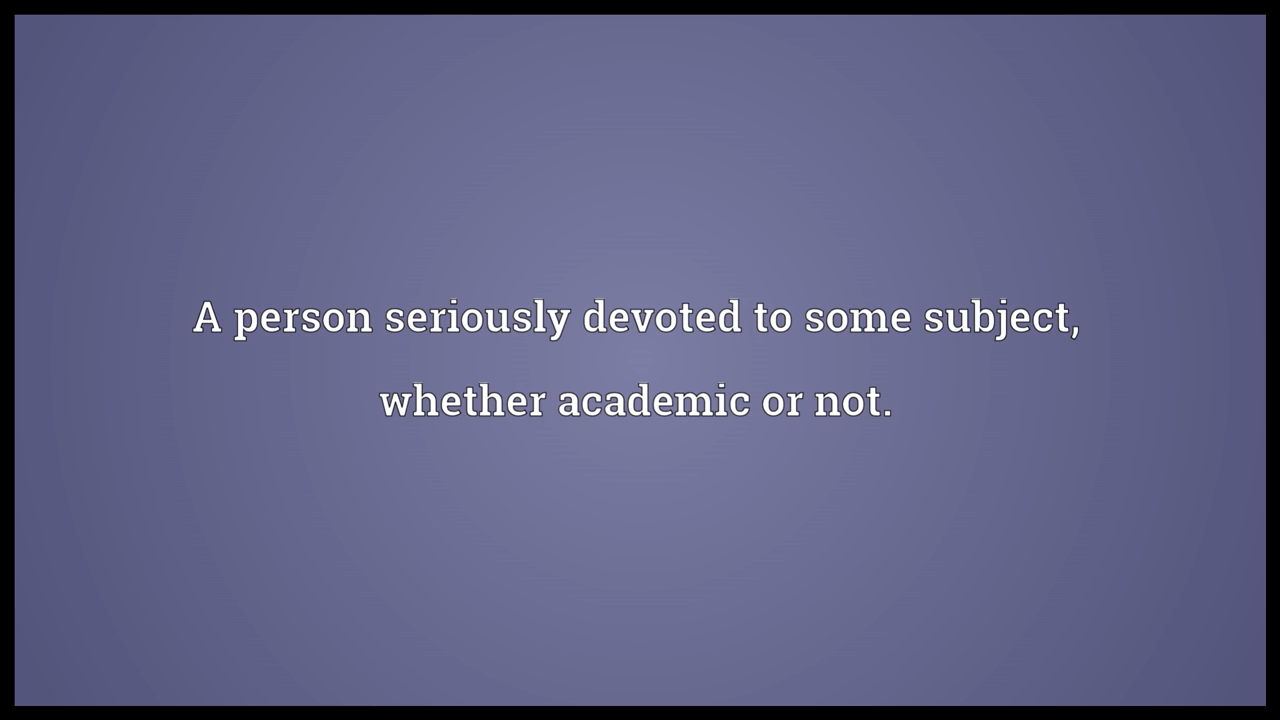 A person seriously devoted to some subject,
whether academic or not.